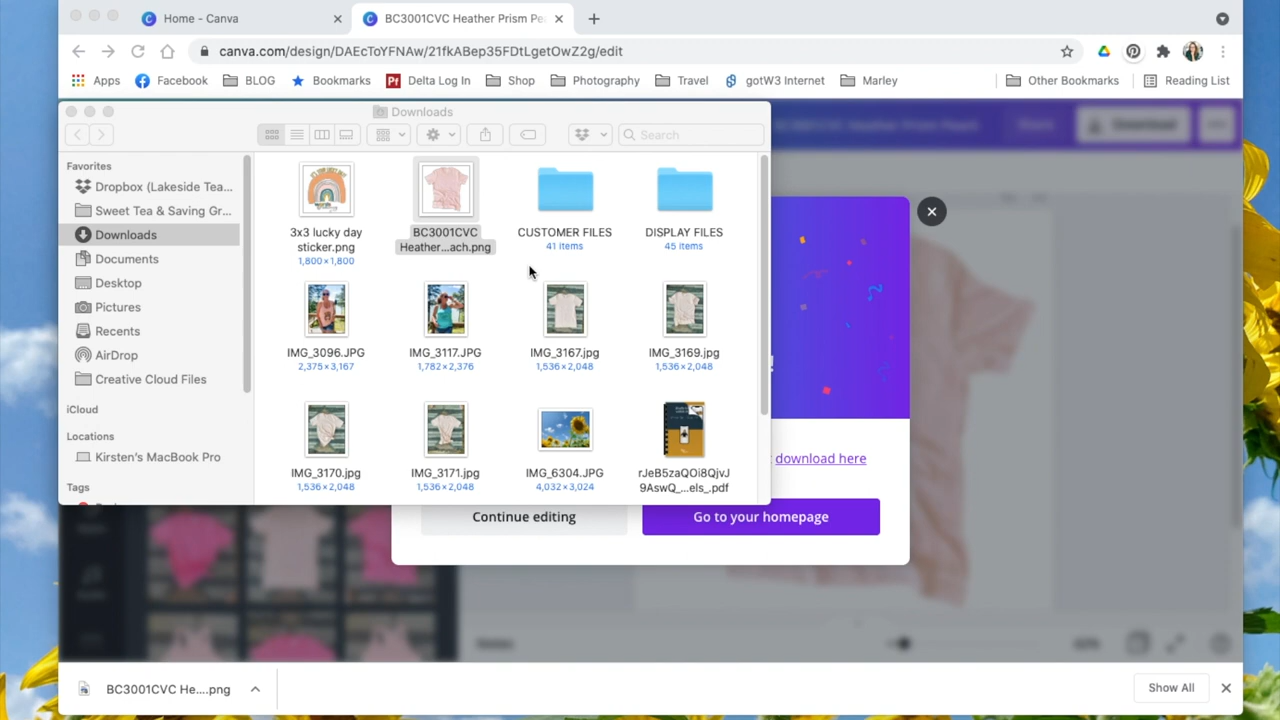 Home - Canva
BC3001CVC Heather Prism Pe
canva.com/design/DAEcToYFNAw/21fkABep35FDtLgetOwZ2g/edit
Apps
Facebook
BLOG
Bookmarks
Delta Log In
Shop
Photography
Travel
gotW3 Internet
Marley
Other Bookmarks
Reading List
Downloads
Search
BC3001CVC Heather Prism Peach
Share
Download
Favorites
Dropbox (Lakeside Tea...
Sweet Tea & Saving Gr...
Downloads
Documents
Desktop
Pictures
Recents
AirDrop
Creative Cloud Files
iCloud
Locations
Kirsten's MacBook Pro
Tags
3x3 lucky day
sticker.png
1,800×1,800
BC3001CVC
Heather...ach.png
CUSTOMER FILES
41 items
DISPLAY FILES
45 items
IMG_3096.JPG
2,375×3,167
IMG_3117.JPG
1,782×2,376
IMG_3167.jpg
1,536×2,048
IMG_3169.jpg
1,536×2,048
IMG_3170.jpg
1,536×2,048
IMG_3171.jpg
1,536×2,048
IMG_6304.JPG
4,032×3,024
rJeB5zaQOi8QjvJ
9AswQ_...els_.pdf
!
download here
Continue editing
Go to your homepage
Notes
BC3001CVC He....png
Show All